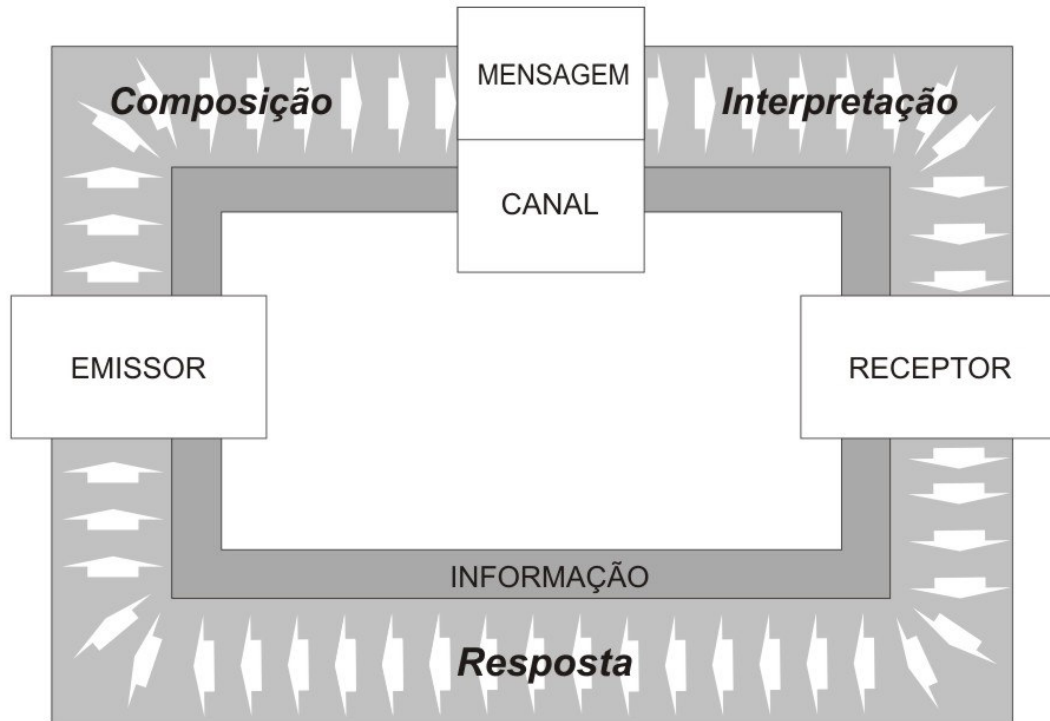 MENSAGEM
Composição
Interpretação
CANAL
EMISSOR
RECEPTOR
INFORMAÇÃO
Resposta